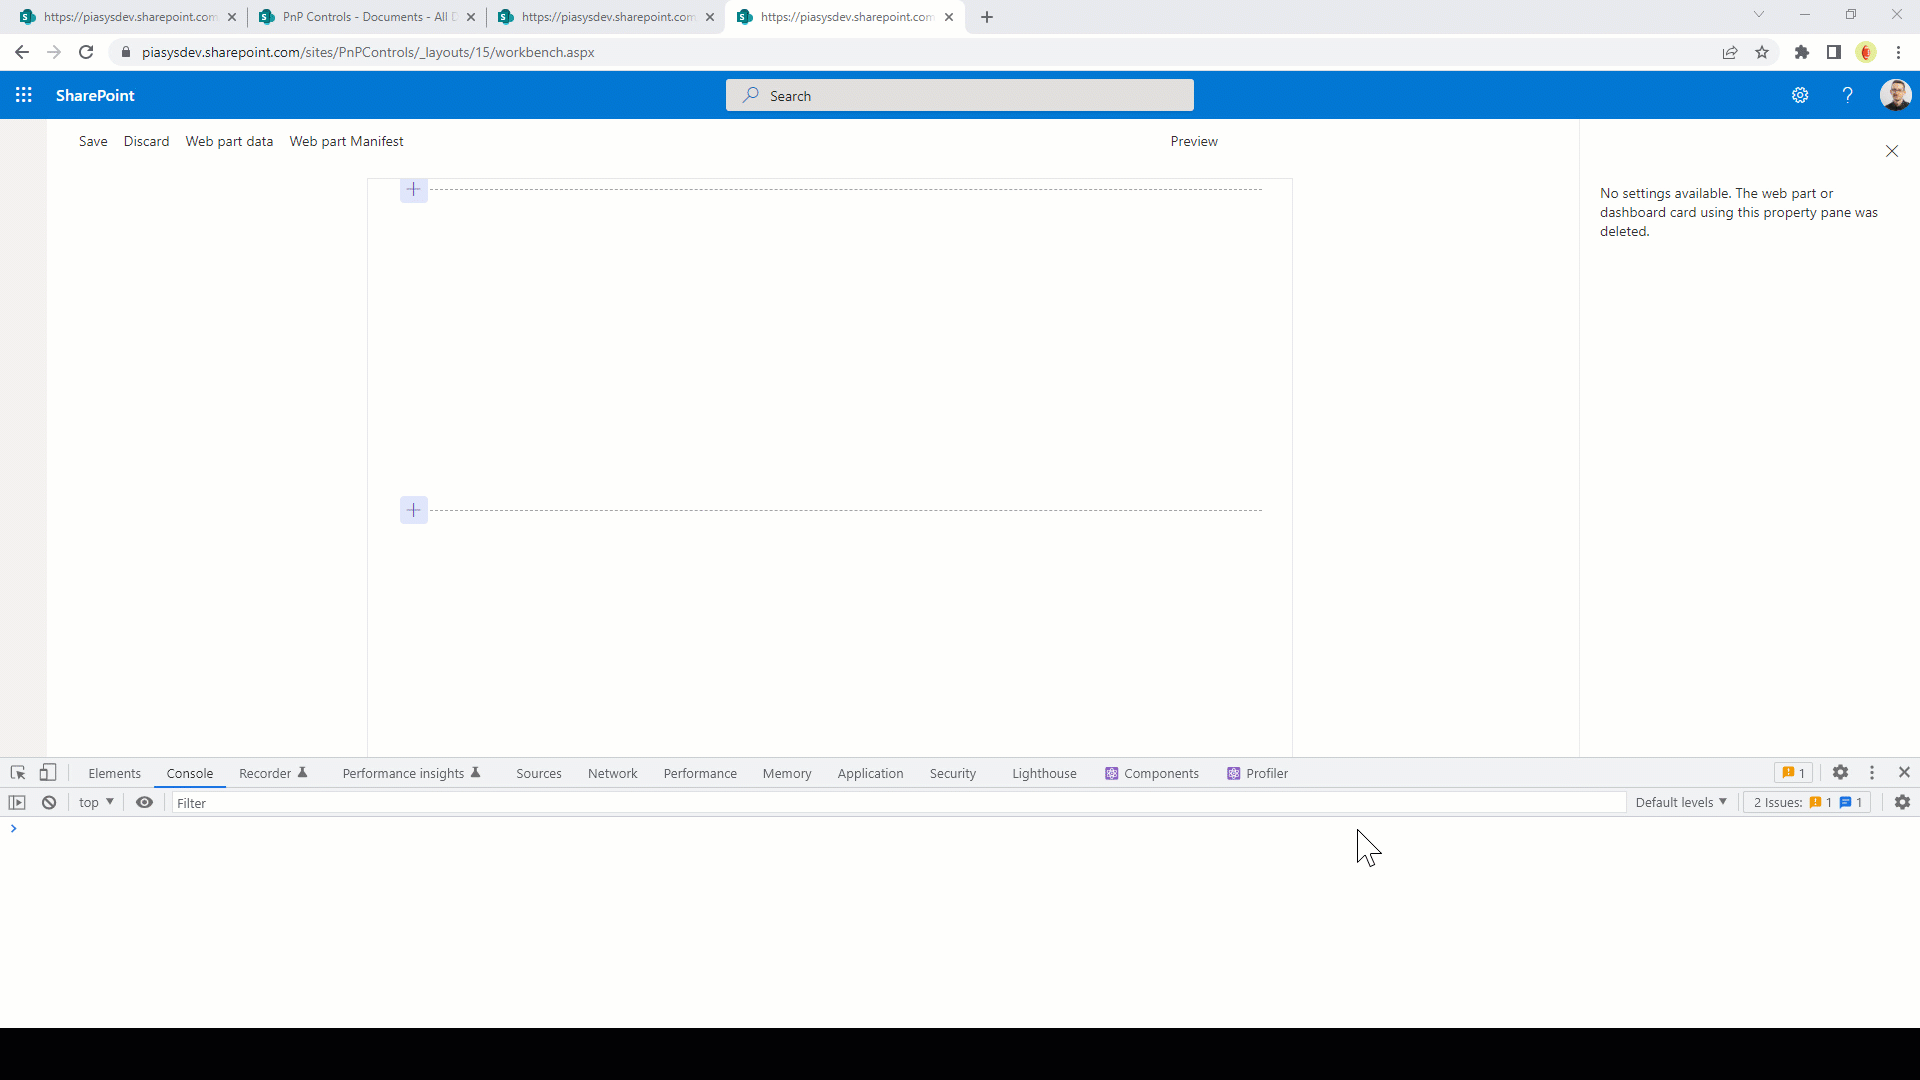 https://piasysdev.sharepoint.com
PnP Controls - Documents - All D
https://piasysdev.sharepoint.com
https://piasysdev.sharepoint.com
piasysdev.sharepoint.com/sites/PnPControls/_layouts/15/workbench.aspx
SharePoint
Search
?
Save Discard Web part data Web part Manifest Preview
No settings available. The web part or
dashboard card using this property pane was
deleted.
Elements Console Recorder Performance insights Sources Network Performance Memory Application Security Lighthouse Components Profiler 1
top Filter Default levels 2 Issues: 1 1